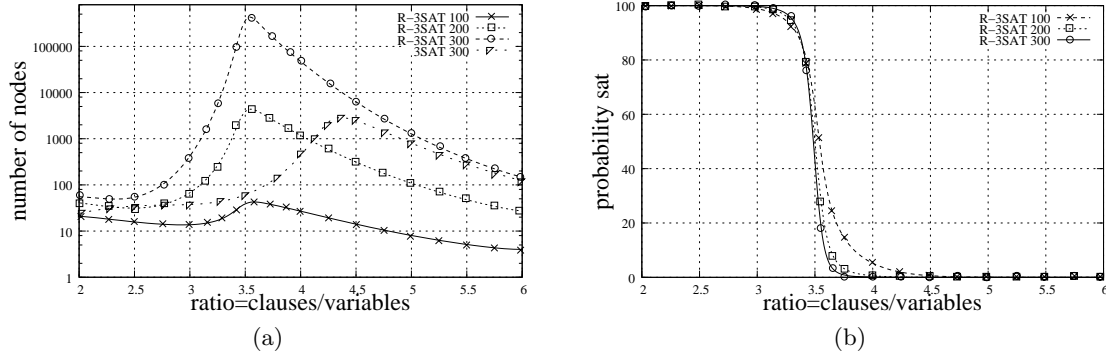 R-3SAT 100
R-3SAT 200
R-3SAT 300
3SAT 300
number of nodes
100000
10000
1000
100
10
1
2 2.5 3 3.5 4 4.5 5 5.5 6
ratio=clauses/variables
(a)
R-3SAT 100
R-3SAT 200
R-3SAT 300
probability sat
100
80
60
40
20
0
2 2.5 3 3.5 4 4.5 5 5.5 6
ratio=clauses/variables
(b)